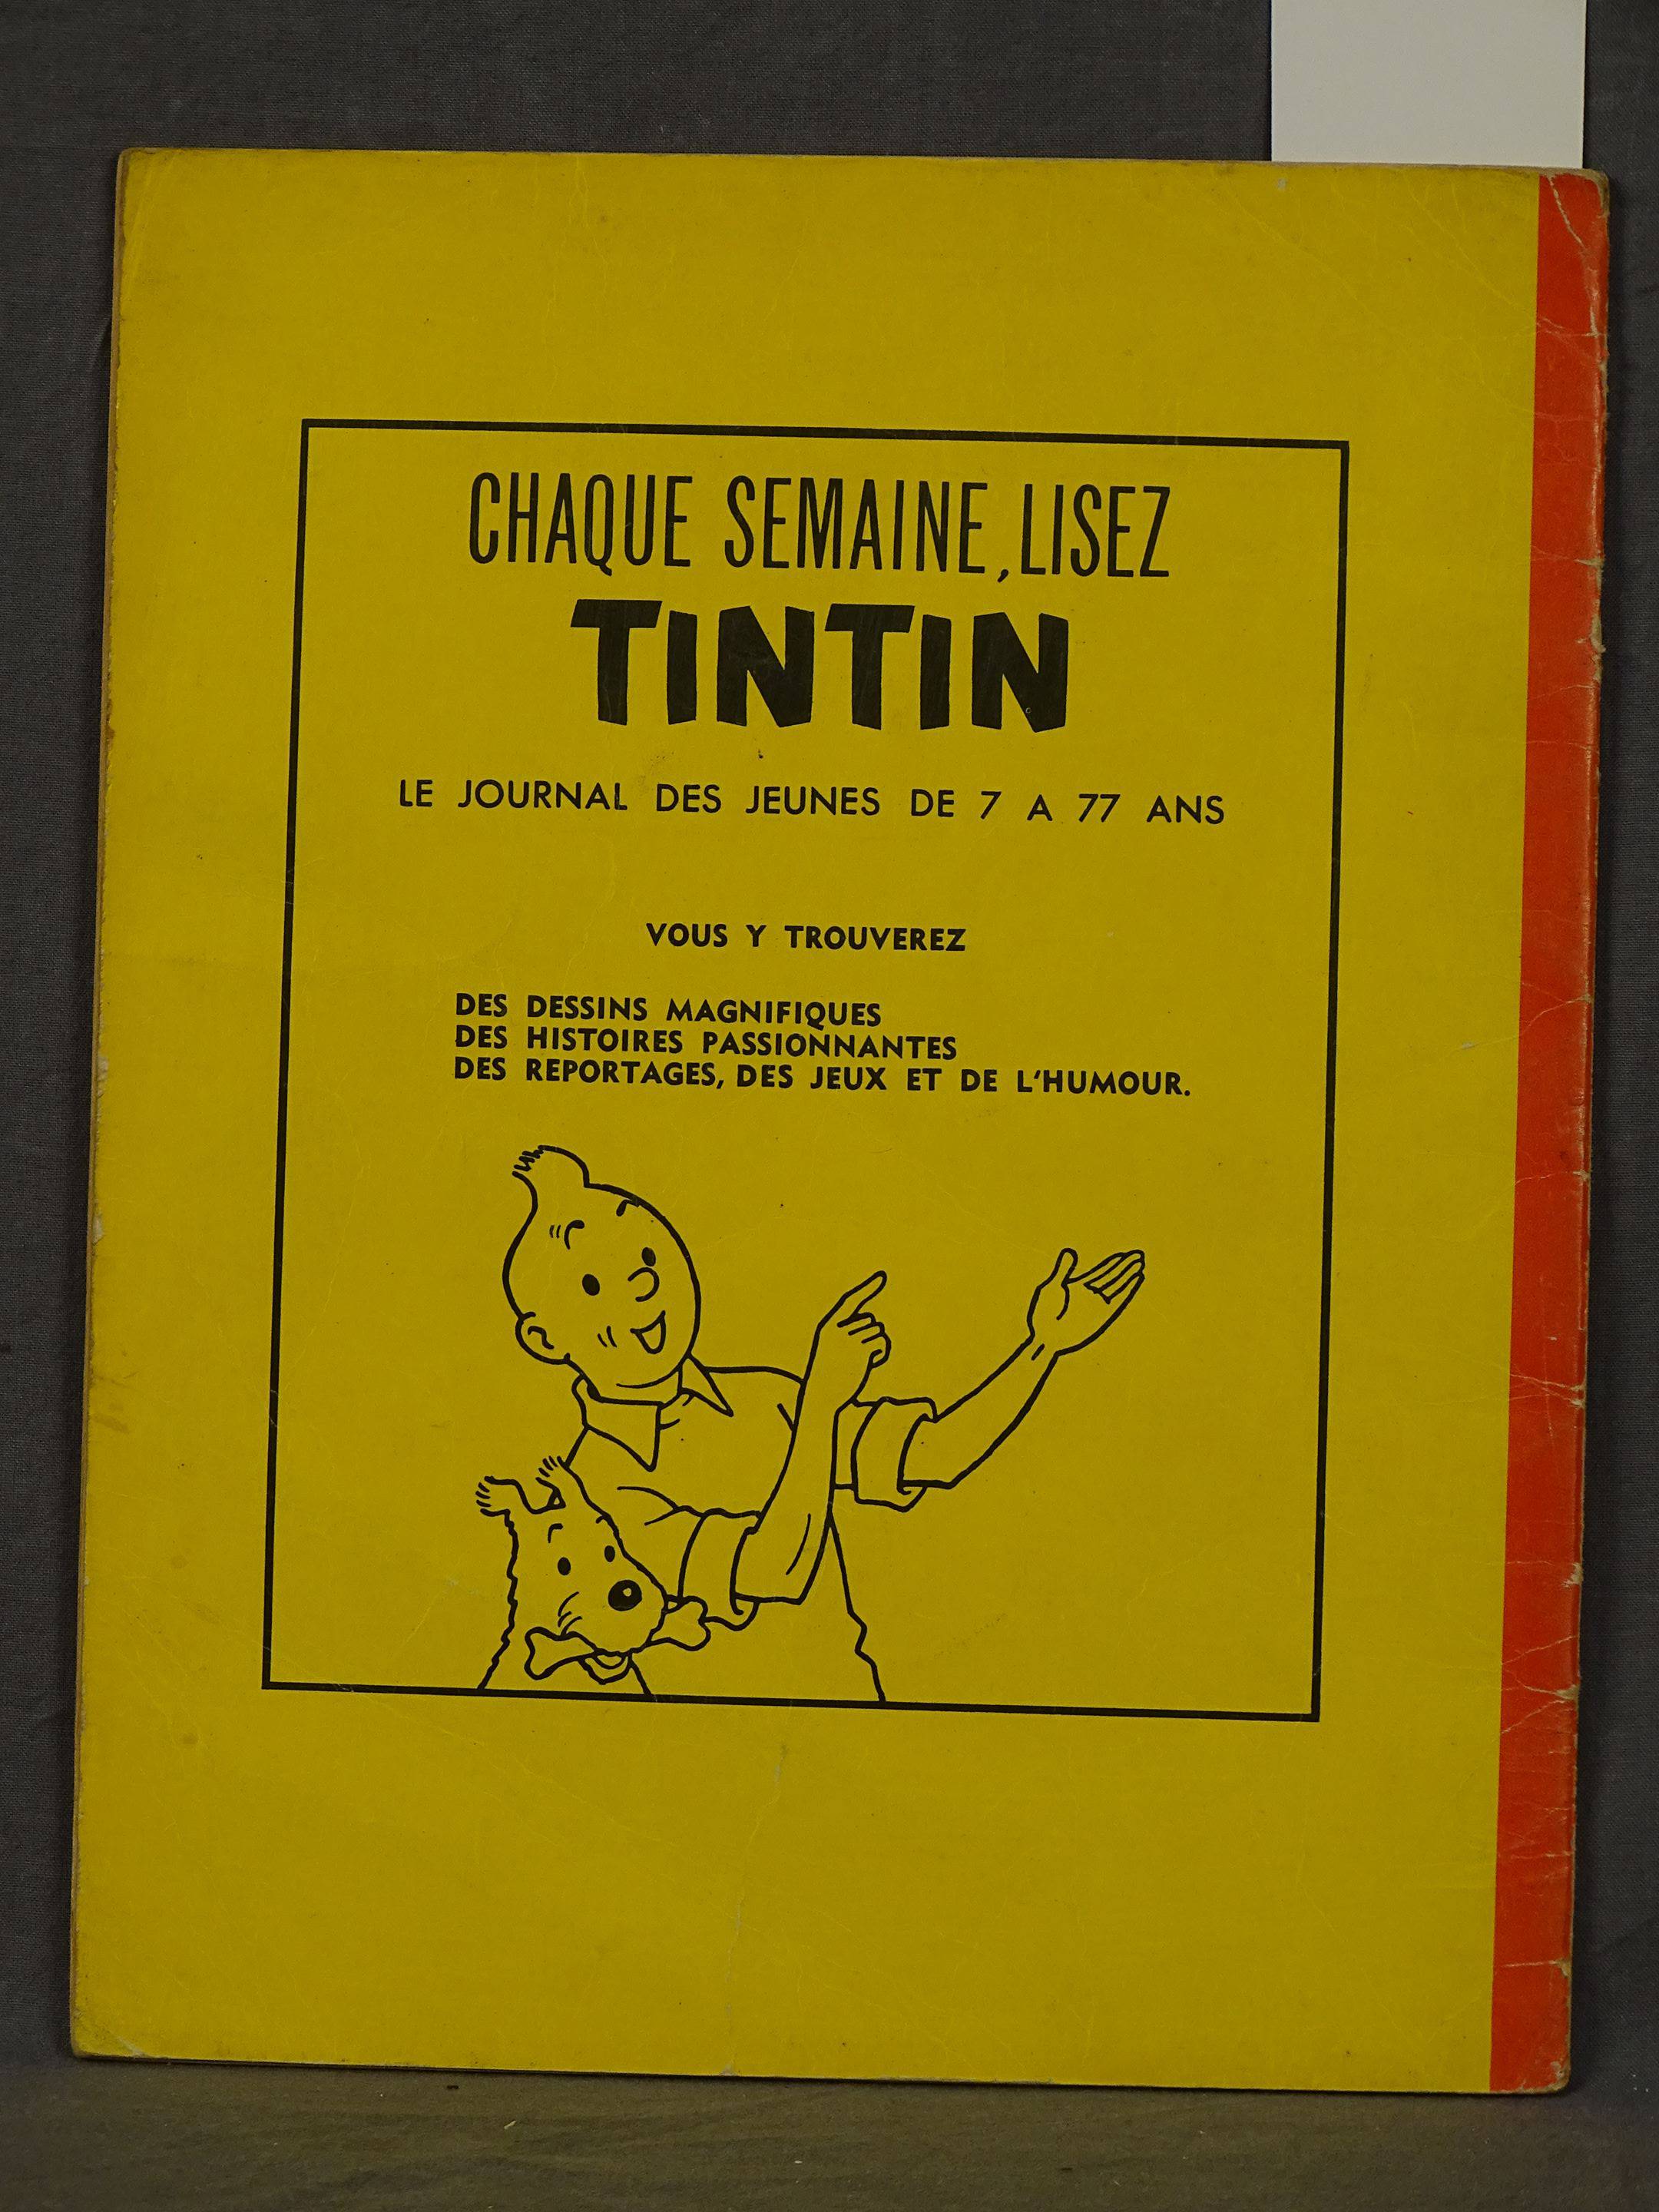 CHAQUE SEMAINE, LISEZ
TINTIN
LE JOURNAL DES JEUNES DE 7 A 77 ANS
VOUS Y TROUVEREZ
DES DESSINS MAGNIFIQUES
DES HISTOIRES PASSIONNANTES
DES REPORTAGES, DES JEUX ET DE L'HUMOUR.